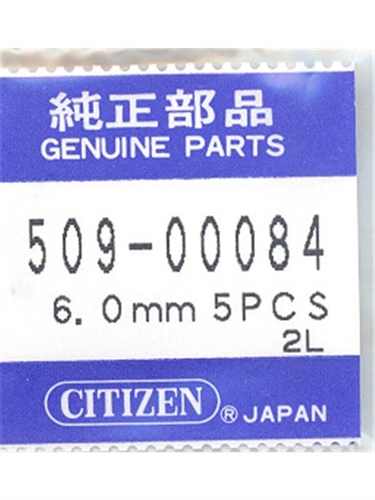 純正部品
GENUINE PARTS
509-00084
6.0mm 5PCS
2L
CITIZEN ® JAPAN